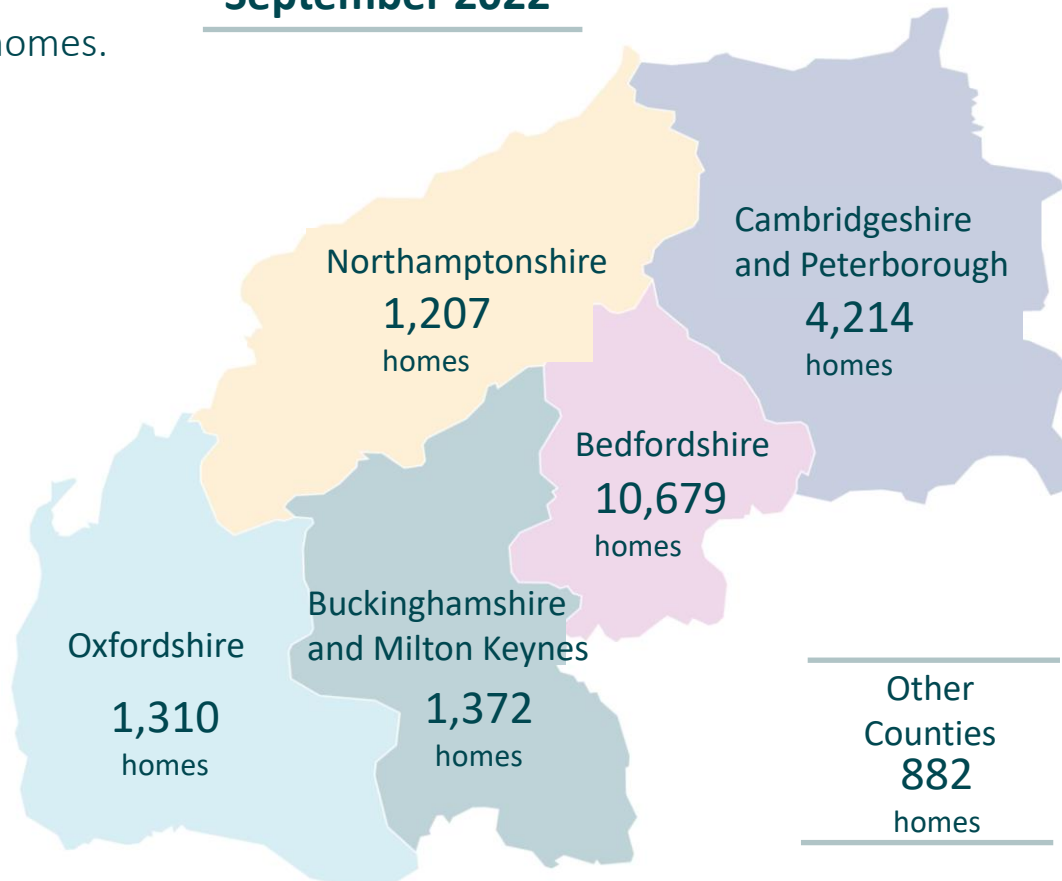 September 2022
homes.
Northamptonshire
1,207
homes
Cambridgeshire
and Peterborough
4,214
homes
Bedfordshire
10,679
homes
Buckinghamshire
and Milton Keynes
1,372
homes
Oxfordshire
1,310
homes
Other
Counties
882
homes